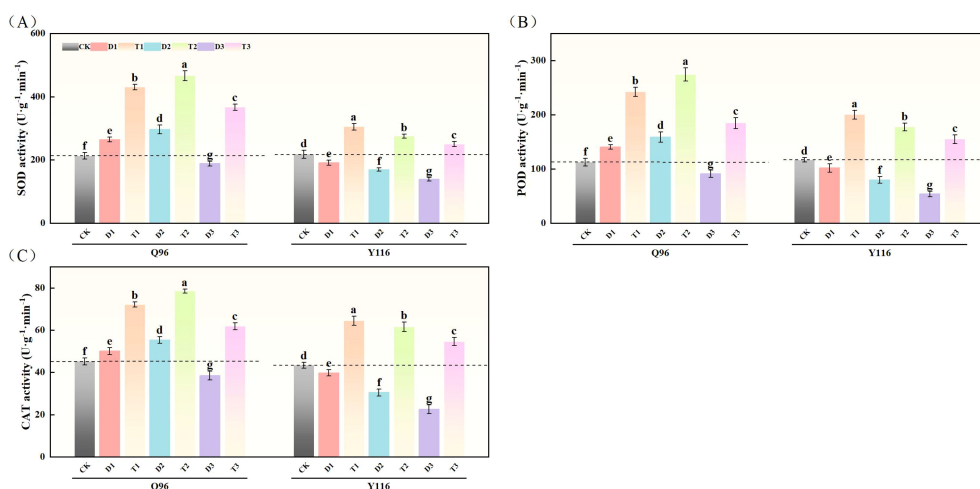 （A）
SOD activity (U·g⁻¹·min⁻¹)
600
400
200
0
CK D1 T1 D2 T2 D3 T3
f e b d a g c
d e a f b g c
CK D1 T1 D2 T2 D3 T3 CK D1 T1 D2 T2 D3 T3
Q96 Y116
（B）
POD activity (U·g⁻¹·min⁻¹)
300
200
100
0
f e b d a g c
d e a f b g c
CK D1 T1 D2 T2 D3 T3 CK D1 T1 D2 T2 D3 T3
Q96 Y116
（C）
CAT activity (U·g⁻¹·min⁻¹)
80
60
40
20
0
f e b d a g c
d e a f b g c
CK D1 T1 D2 T2 D3 T3 CK D1 T1 D2 T2 D3 T3
Q96 Y116